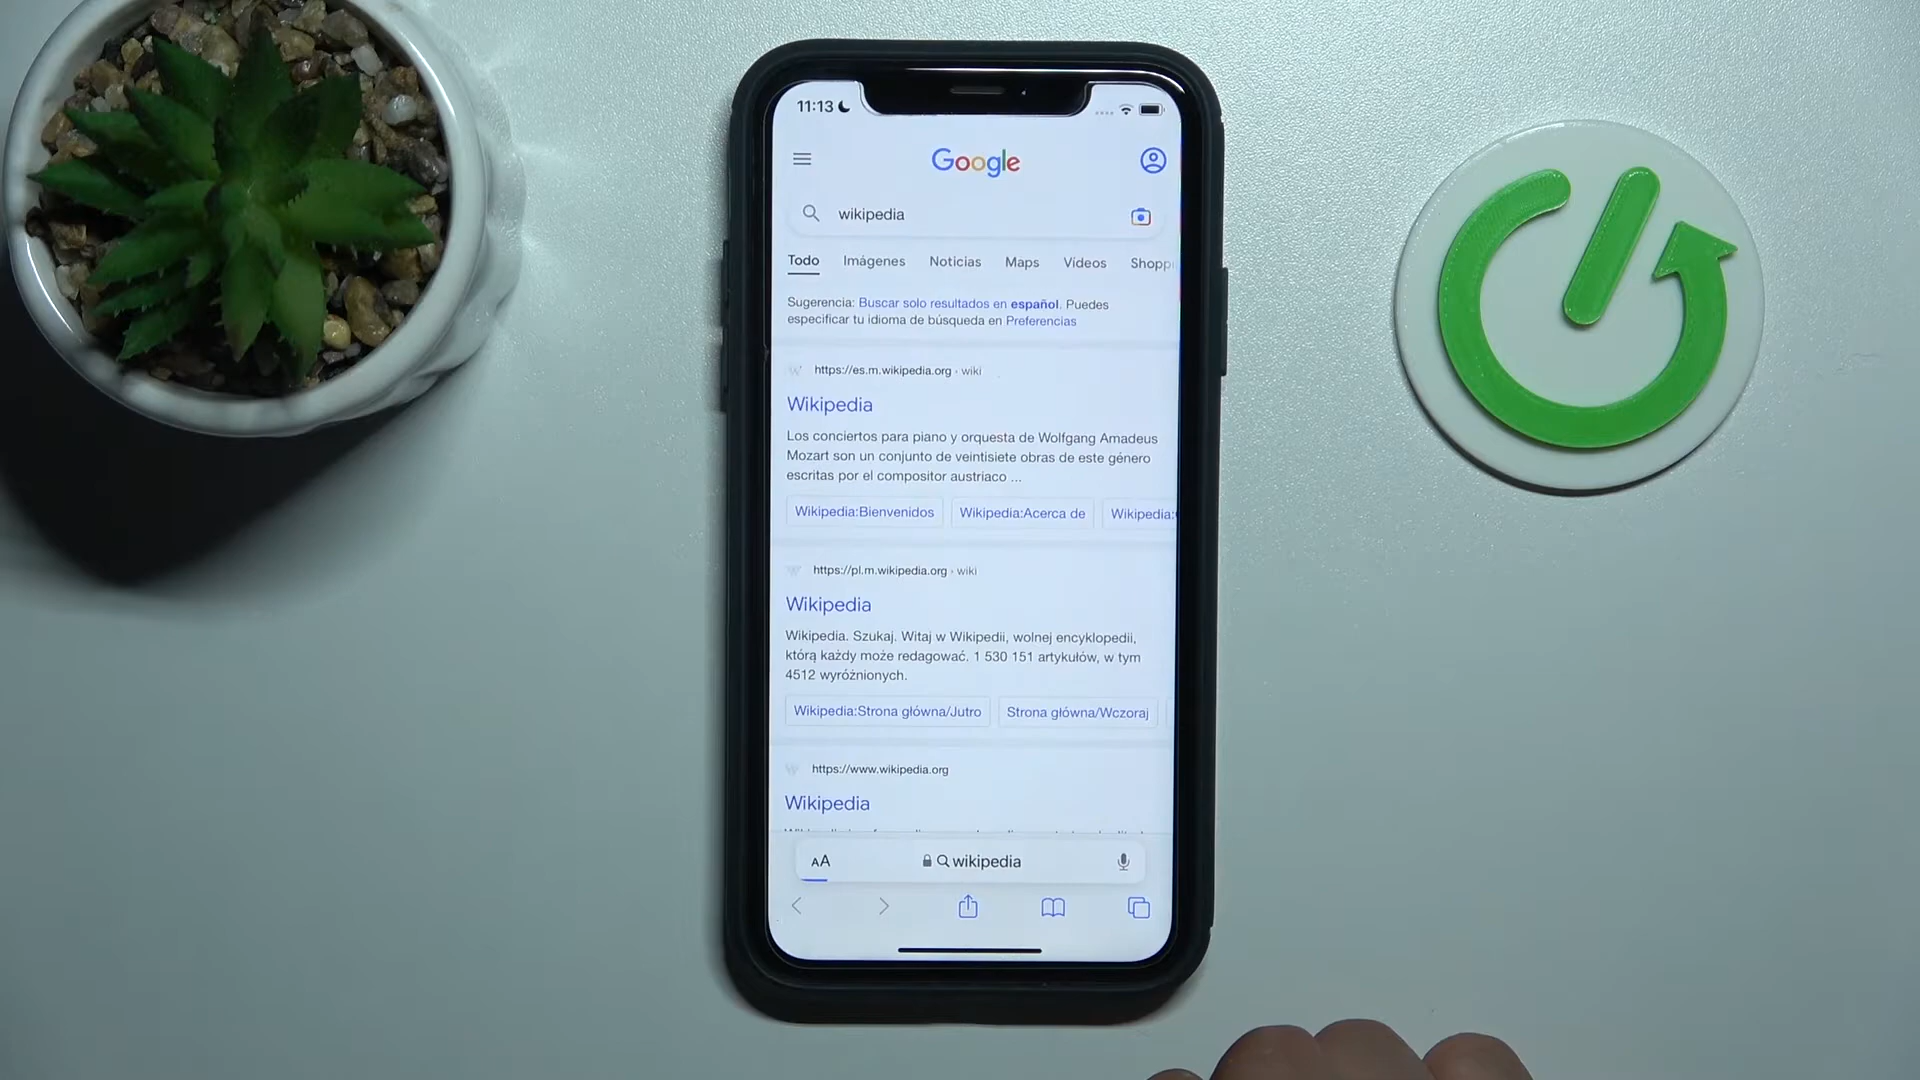 11:13
Google
wikipedia
Todo Imágenes Noticias Maps Vídeos Shopp
Sugerencia: Buscar solo resultados en español. Puedes
especificar tu idioma de búsqueda en Preferencias
https://es.m.wikipedia.org › wiki
Wikipedia
Los conciertos para piano y orquesta de Wolfgang Amadeus
Mozart son un conjunto de veintisiete obras de este género
escritas por el compositor austriaco ...
Wikipedia:Bienvenidos Wikipedia:Acerca de Wikipedia:
https://pl.m.wikipedia.org › wiki
Wikipedia
Wikipedia. Szukaj. Witaj w Wikipedii, wolnej encyklopedii,
którą każdy może redagować. 1 530 151 artykułów, w tym
4512 wyróżnionych.
Wikipedia:Strona główna/Jutro Strona główna/Wczoraj
https://www.wikipedia.org
Wikipedia
AA wikipedia